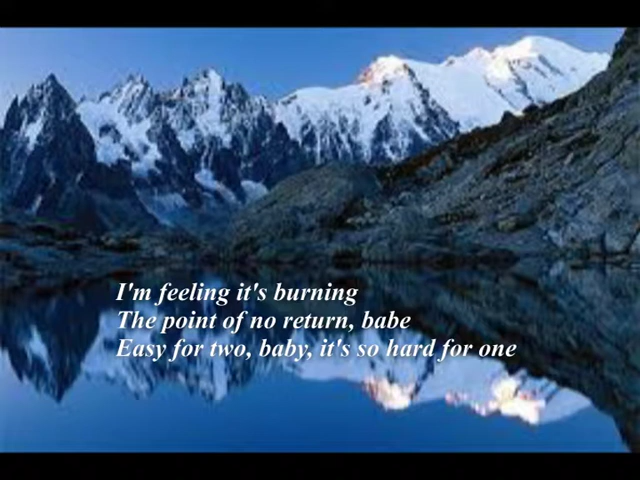 I'm feeling it's burning
The point of no return, babe
Easy for two, baby, it's so hard for one